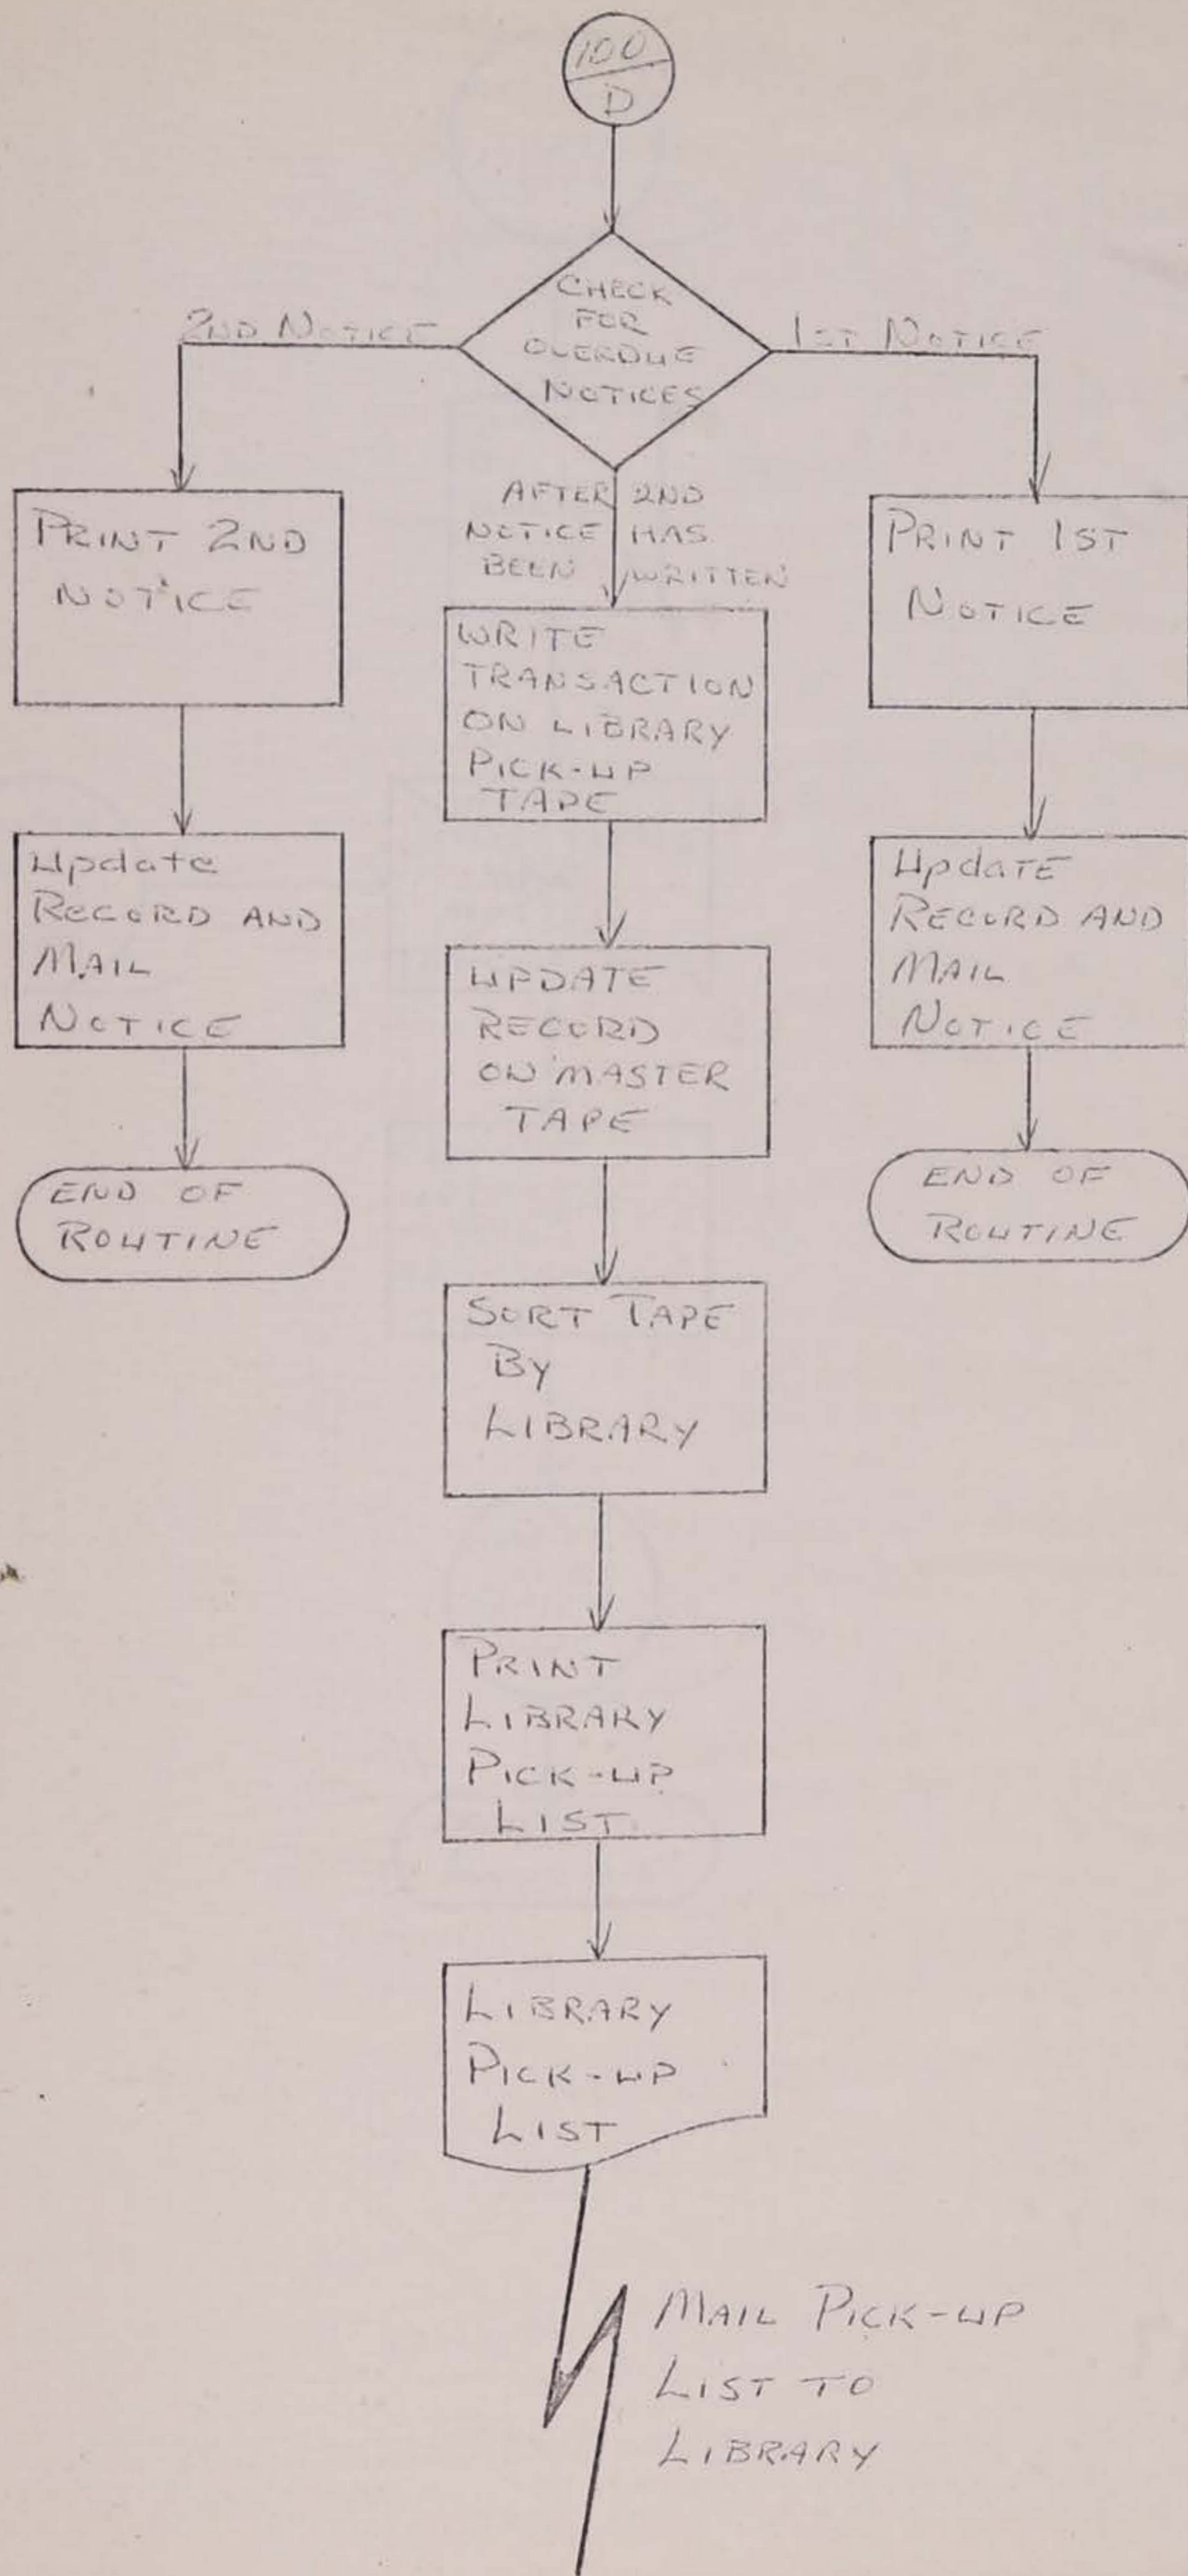 100
D
CHECK
FOR
OVERDUE
NOTICES
2ND NOTICE
1ST NOTICE
AFTER 2ND
NOTICE HAS
BEEN WRITTEN
PRINT 2ND
NOTICE
Update
RECORD AND
MAIL
NOTICE
END OF
ROUTINE
WRITE
TRANSACTION
ON LIBRARY
PICK-UP
TAPE
UPDATE
RECORD
ON MASTER
TAPE
SORT TAPE
BY
LIBRARY
PRINT
LIBRARY
PICK-UP
LIST
LIBRARY
PICK-UP
LIST
MAIL PICK-UP
LIST TO
LIBRARY
PRINT 1ST
NOTICE
UpdaTE
RECORD AND
MAIL
NOTICE
END OF
ROUTINE